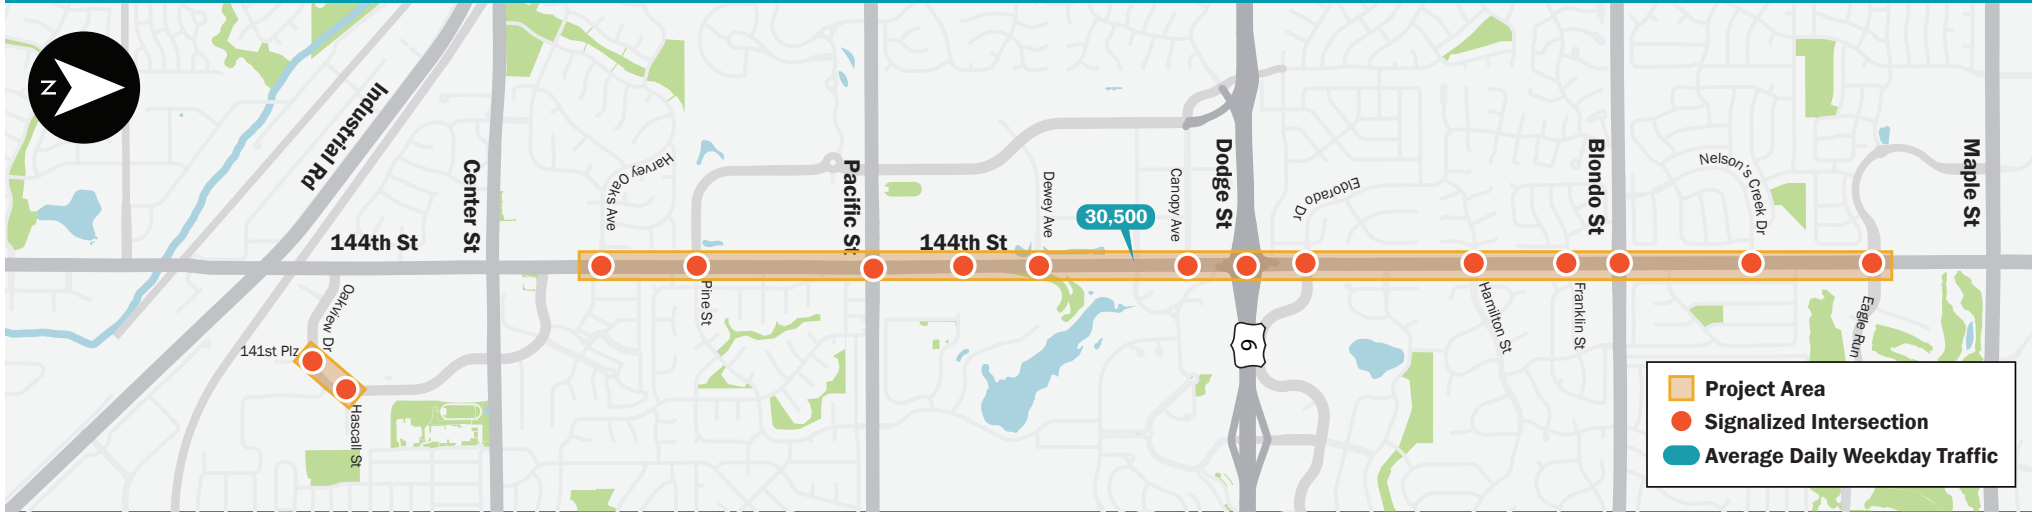 N
Industrial Rd
Center St
Harvey Oaks Ave
144th St
Pacific St
144th St
Dewey Ave
30,500
Canopy Ave
Dodge St
Eldorado Dr
Blondo St
Nelson's Creek Dr
Maple St
Oakview Dr
141st Plz
Hascall St
Pine St
6
Hamilton St
Franklin St
Eagle Run
Project Area
Signalized Intersection
Average Daily Weekday Traffic